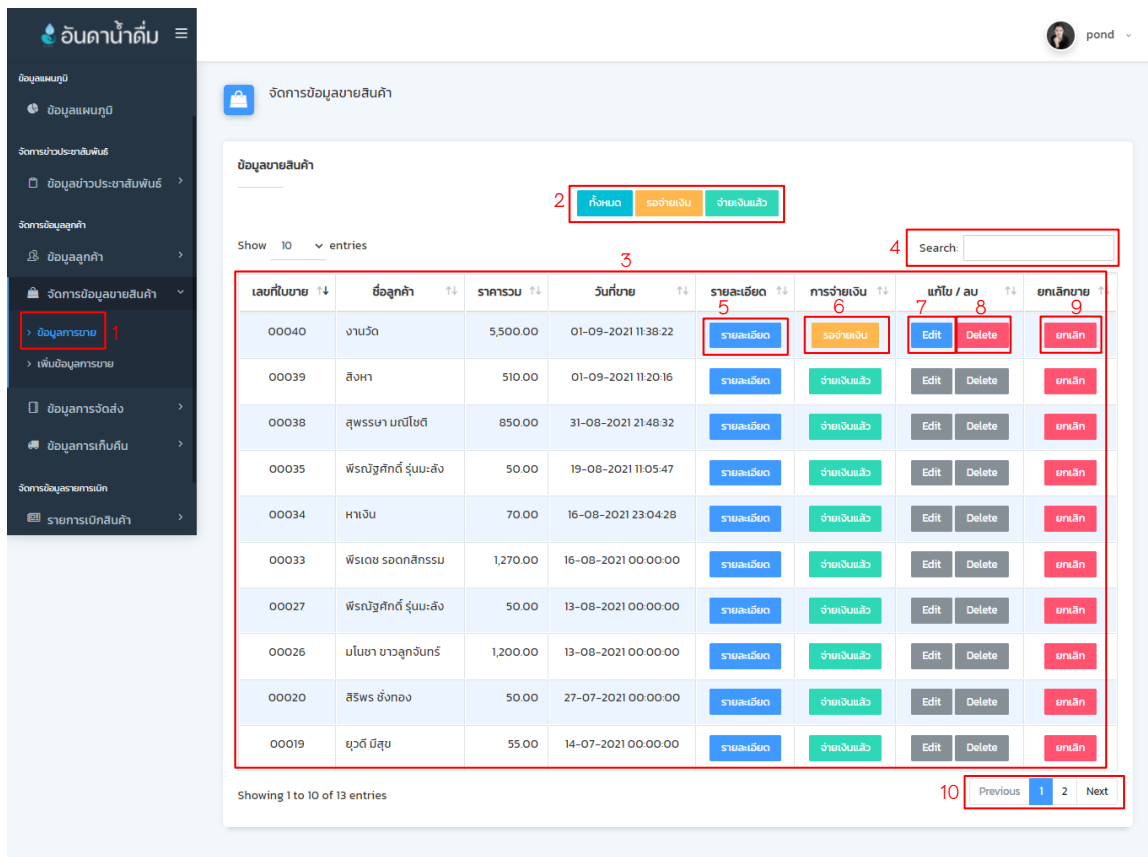 อันดาน้ำดื่ม
pond
ข้อมูลแผนภูมิ
ข้อมูลแผนภูมิ
จัดการข่าวประชาสัมพันธ์
ข้อมูลข่าวประชาสัมพันธ์
จัดการข้อมูลลูกค้า
ข้อมูลลูกค้า
จัดการข้อมูลขายสินค้า
> ข้อมูลการขาย 1
> เพิ่มข้อมูลการขาย
ข้อมูลการจัดส่ง
ข้อมูลการเก็บคืน
จัดการข้อมูลรายการเบิก
รายการเบิกสินค้า
จัดการข้อมูลขายสินค้า
ข้อมูลขายสินค้า
2 ทั้งหมด รอจ่ายเงิน จ่ายเงินแล้ว
Show 10 entries
4 Search:
3
เลขที่ใบขาย ชื่อลูกค้า ราคารวม วันที่ขาย รายละเอียด การจ่ายเงิน แก้ไข / ลบ ยกเลิกขาย
5 6 7 8 9
00040 งานวัด 5,500.00 01-09-2021 11:38:22 รายละเอียด รอจ่ายเงิน Edit Delete ยกเลิก
00039 สิงหา 510.00 01-09-2021 11:20:16 รายละเอียด จ่ายเงินแล้ว Edit Delete ยกเลิก
00038 สุพรรษา มณีโชติ 850.00 31-08-2021 21:48:32 รายละเอียด จ่ายเงินแล้ว Edit Delete ยกเลิก
00035 พีรณัฐศักดิ์ รุ่นมะลัง 50.00 19-08-2021 11:05:47 รายละเอียด จ่ายเงินแล้ว Edit Delete ยกเลิก
00034 หาเงิน 70.00 16-08-2021 23:04:28 รายละเอียด จ่ายเงินแล้ว Edit Delete ยกเลิก
00033 พีรเดช รอดกสิกรรม 1,270.00 16-08-2021 00:00:00 รายละเอียด จ่ายเงินแล้ว Edit Delete ยกเลิก
00027 พีรณัฐศักดิ์ รุ่นมะลัง 50.00 13-08-2021 00:00:00 รายละเอียด จ่ายเงินแล้ว Edit Delete ยกเลิก
00026 มโนชา ขาวลูกจันทร์ 1,200.00 13-08-2021 00:00:00 รายละเอียด จ่ายเงินแล้ว Edit Delete ยกเลิก
00020 สิริพร ชั่งทอง 50.00 27-07-2021 00:00:00 รายละเอียด จ่ายเงินแล้ว Edit Delete ยกเลิก
00019 ยุวดี มีสุข 55.00 14-07-2021 00:00:00 รายละเอียด จ่ายเงินแล้ว Edit Delete ยกเลิก
Showing 1 to 10 of 13 entries
10 Previous 1 2 Next